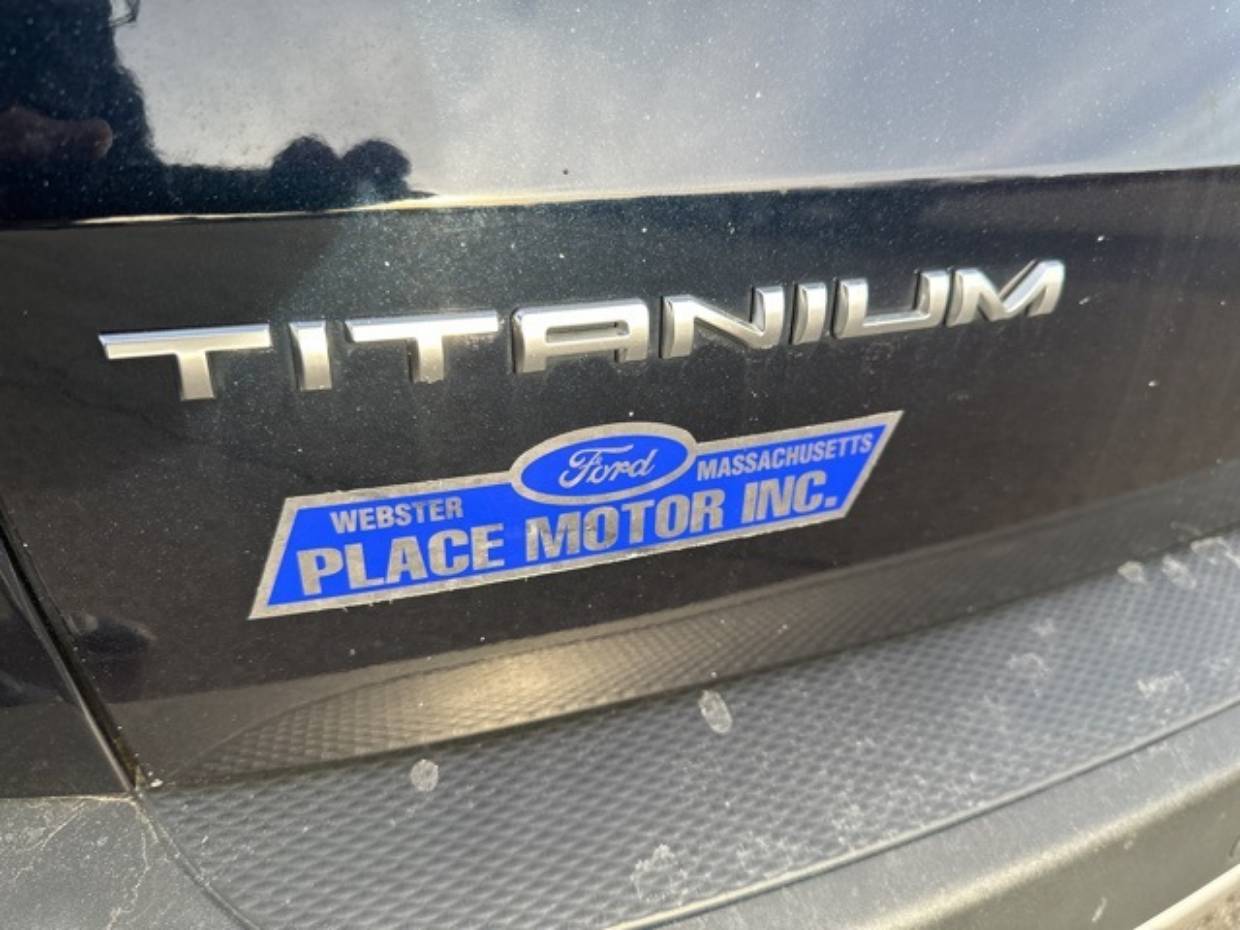 TITANIUM
Ford
WEBSTER MASSACHUSETTS
PLACE MOTOR INC.